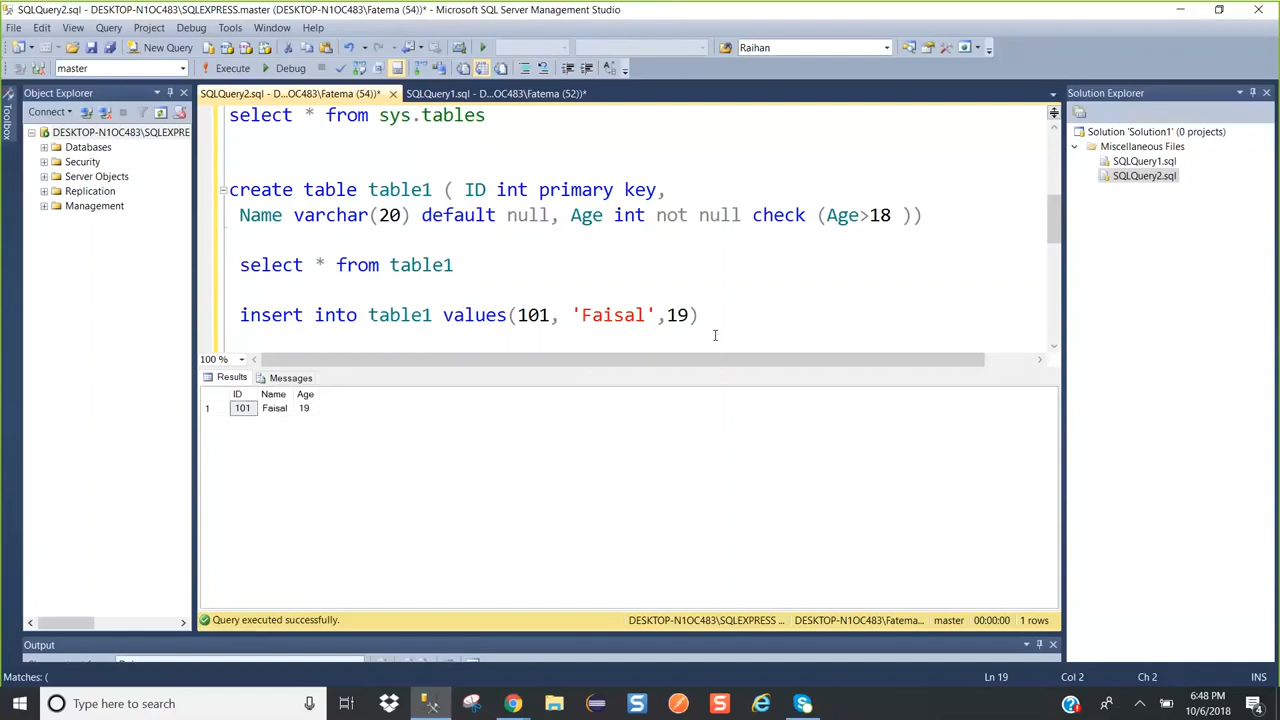 SQLQuery2.sql - DESKTOP-N1OC483\SQLEXPRESS.master (DESKTOP-N1OC483\Fatema (54))* - Microsoft SQL Server Management Studio
File Edit View Query Project Debug Tools Window Help
New Query Raihan
master Execute Debug
Object Explorer
SQLQuery2.sql - D...OC483\Fatema (54))* SQLQuery1.sql - D...OC483\Fatema (52))*
Solution Explorer
Toolbox
Connect
DESKTOP-N1OC483\SQLEXPRE
Databases
Security
Server Objects
Replication
Management
select * from sys.tables
create table table1 ( ID int primary key,
Name varchar(20) default null, Age int not null check (Age>18 ))
select * from table1
insert into table1 values(101, 'Faisal',19)
100 %
Results Messages
ID Name Age
1 101 Faisal 19
Query executed successfully. DESKTOP-N1OC483\SQLEXPRESS ... DESKTOP-N1OC483\Fatema... master 00:00:00 1 rows
Solution 'Solution1' (0 projects)
Miscellaneous Files
SQLQuery1.sql
SQLQuery2.sql
Output
Matches: ( Ln 19 Col 2 Ch 2 INS
Type here to search
6:48 PM
10/6/2018
4